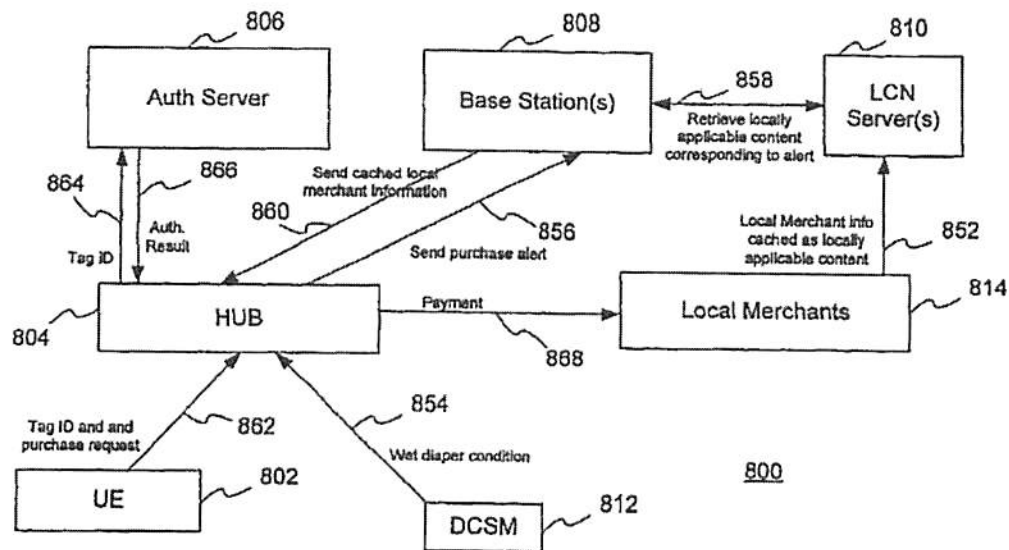 806
808
810
Auth Server
Base Station(s)
858
Retrieve locally
applicable content
corresponding to alert
LCN
Server(s)
864
866
Tag ID
Auth.
Result
Send cached local
merchant information
860
856
Send purchase alert
Local Merchant info
cached as locally
applicable content
852
804
HUB
Payment
868
Local Merchants
814
Tag ID and and
purchase request
862
854
Wet diaper condition
UE
802
DCSM
812
800